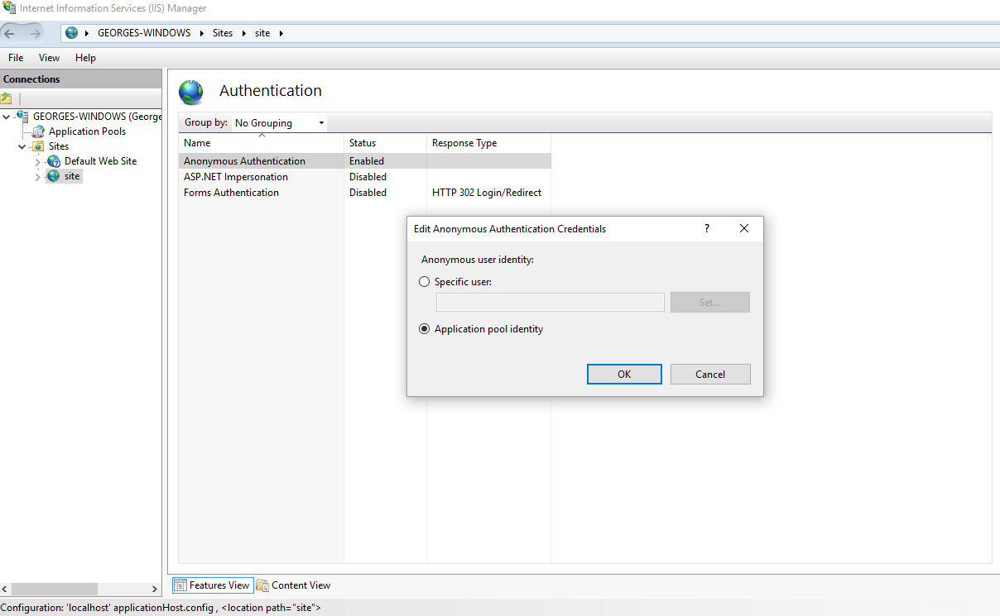 Internet Information Services (IIS) Manager
GEORGES-WINDOWS Sites site
File View Help
Connections
GEORGES-WINDOWS (George
Application Pools
Sites
Default Web Site
site
Authentication
Group by: No Grouping
Name Status Response Type
Anonymous Authentication Enabled
ASP.NET Impersonation Disabled
Forms Authentication Disabled HTTP 302 Login/Redirect
Edit Anonymous Authentication Credentials ?
Anonymous user identity:
Specific user:
Set...
Application pool identity
OK Cancel
Features View Content View
Configuration: 'localhost' applicationHost.config , <location path="site">